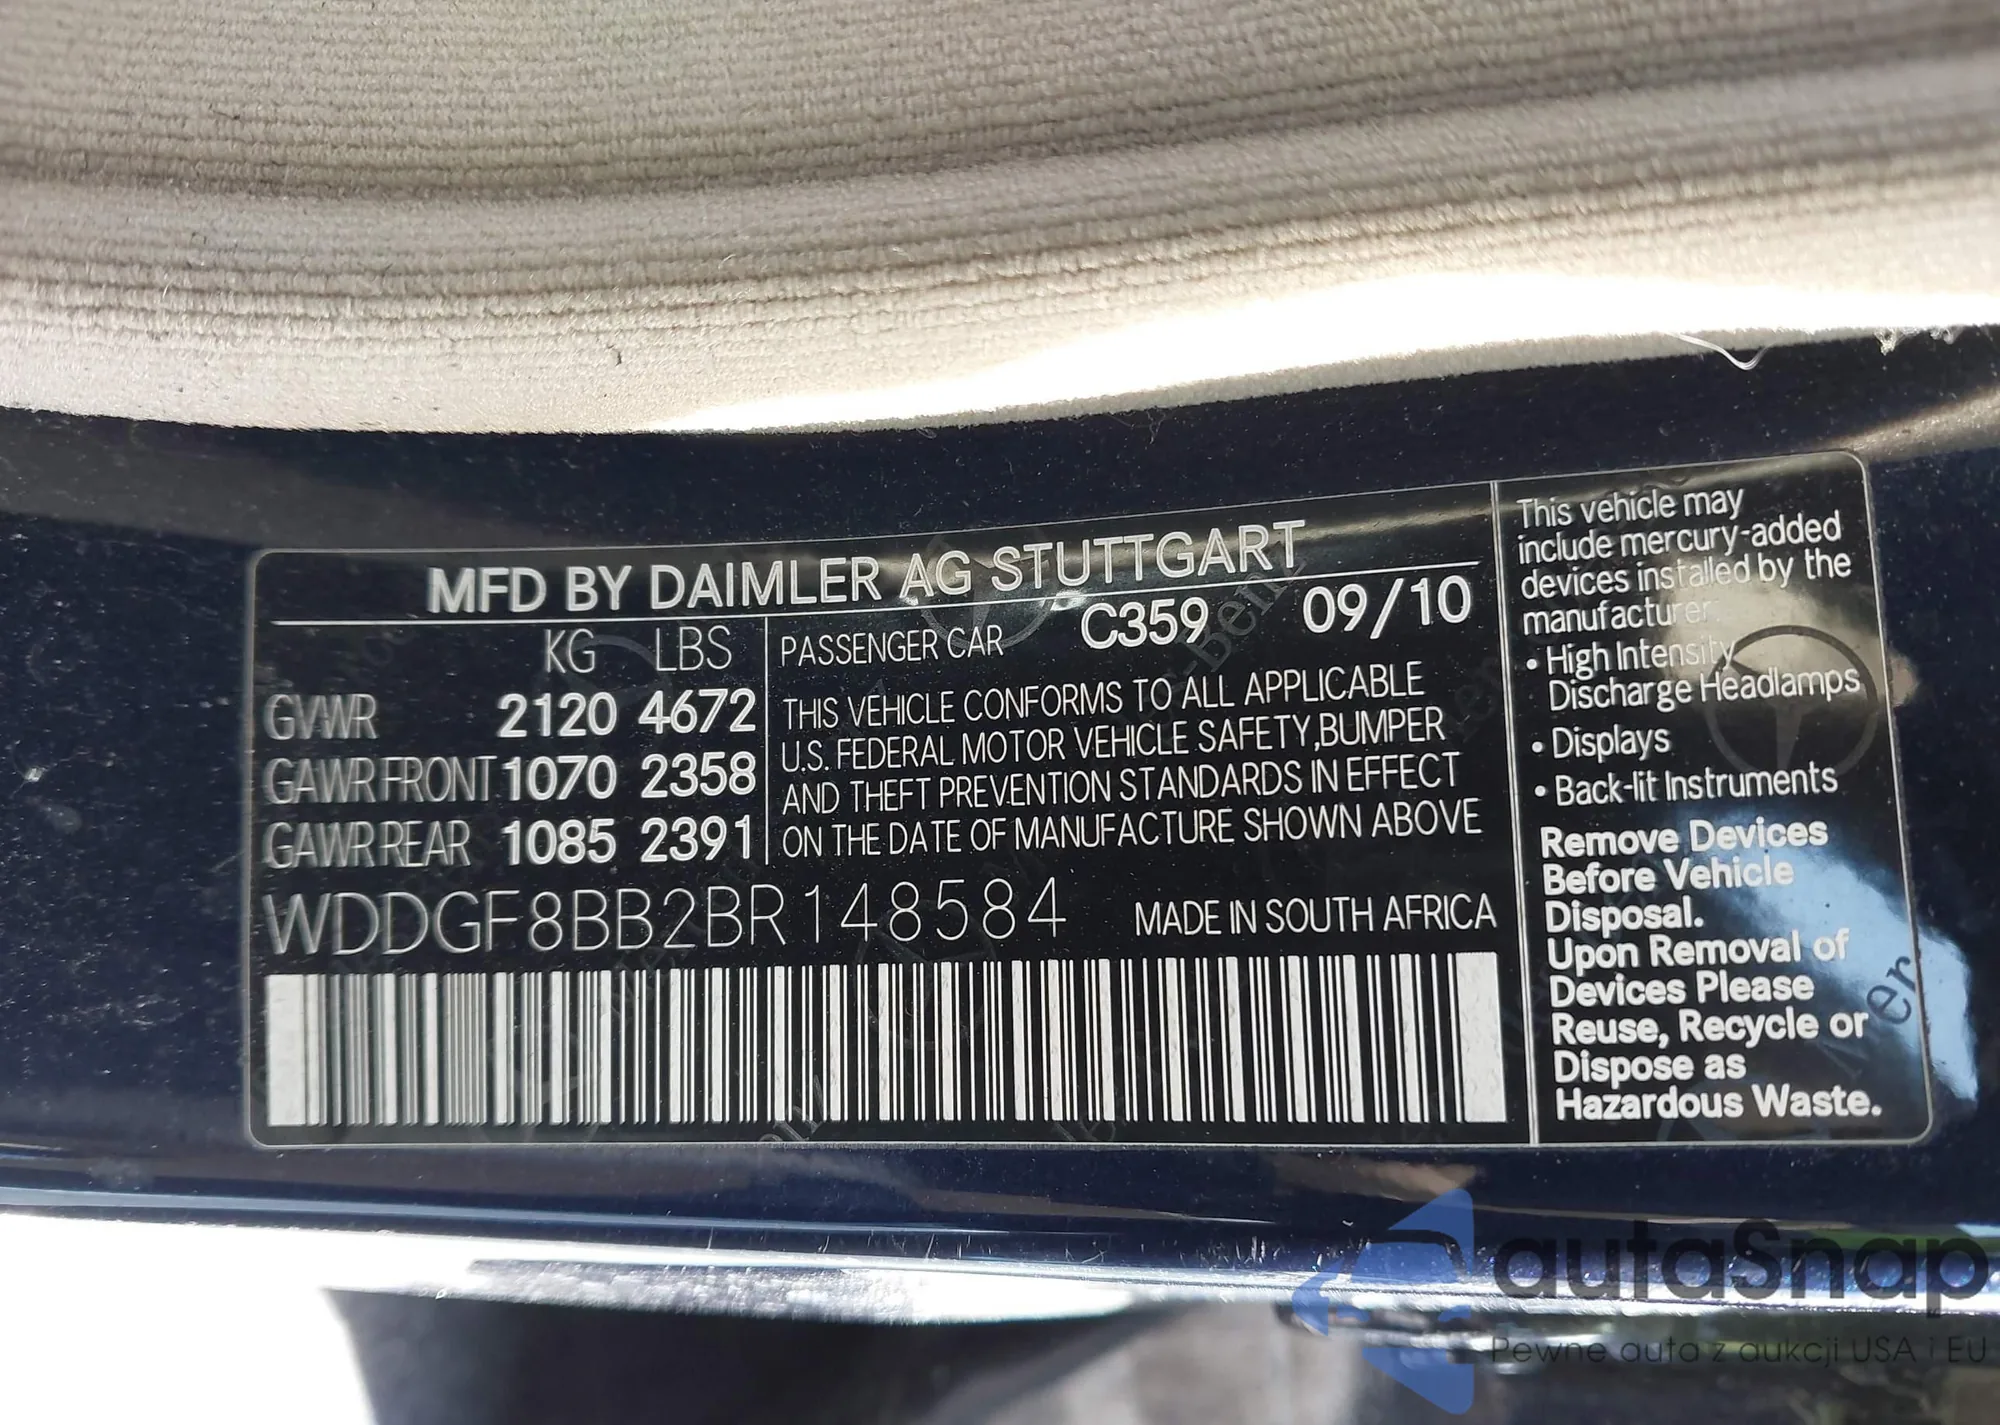 MFD BY DAIMLER AG STUTTGART
KG LBS
GVWR 2120 4672
GAWR FRONT 1070 2358
GAWR REAR 1085 2391
PASSENGER CAR C359 09/10
THIS VEHICLE CONFORMS TO ALL APPLICABLE
U.S. FEDERAL MOTOR VEHICLE SAFETY,BUMPER
AND THEFT PREVENTION STANDARDS IN EFFECT
ON THE DATE OF MANUFACTURE SHOWN ABOVE
WDDGF8BB2BR148584 MADE IN SOUTH AFRICA
This vehicle may
include mercury-added
devices installed by the
manufacturer:
• High Intensity
Discharge Headlamps
• Displays
• Back-lit Instruments
Remove Devices
Before Vehicle
Disposal.
Upon Removal of
Devices Please
Reuse, Recycle or
Dispose as
Hazardous Waste.
autaSnap
Pewne auta z aukcji USA i EU